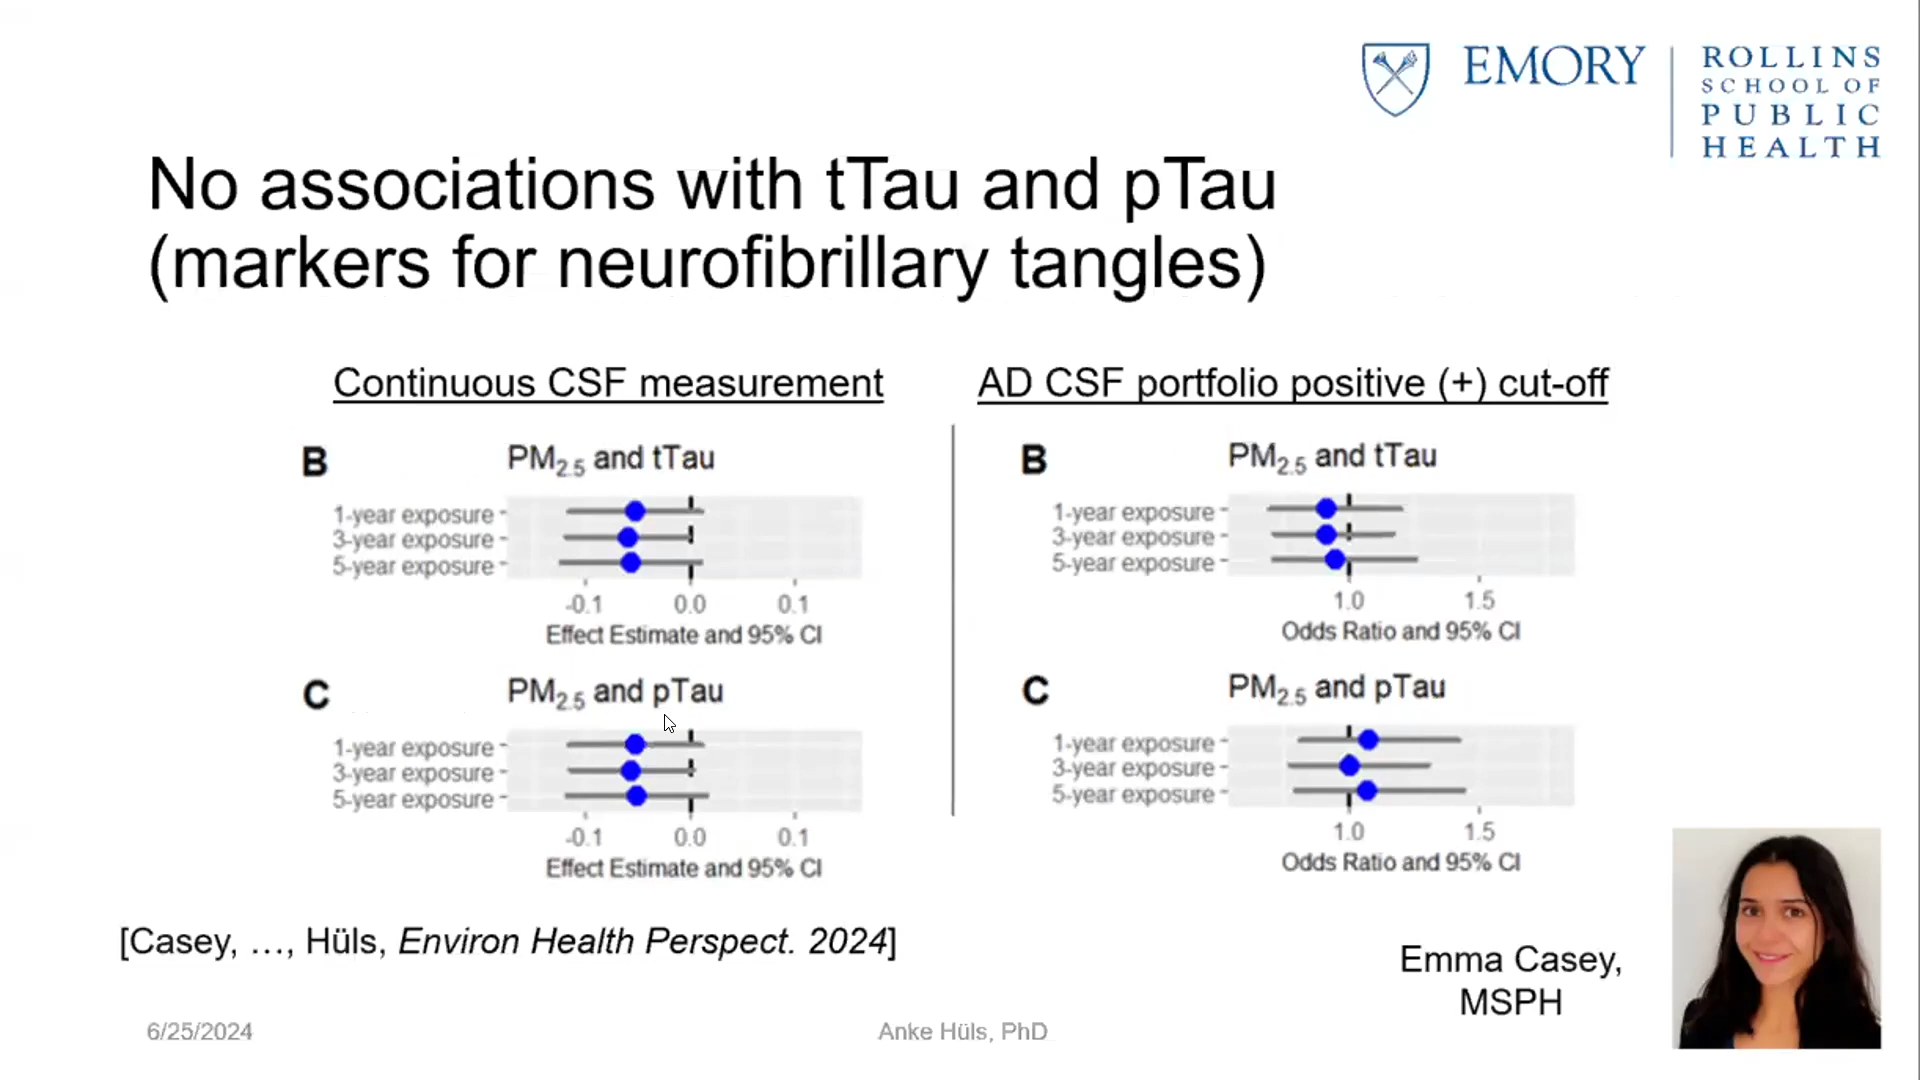 EMORY
ROLLINS
SCHOOL OF
PUBLIC
HEALTH
No associations with tTau and pTau
(markers for neurofibrillary tangles)
Continuous CSF measurement
B
PM2.5 and tTau
1-year exposure
3-year exposure
5-year exposure
-0.1 0.0 0.1
Effect Estimate and 95% CI
C
PM2.5 and pTau
1-year exposure
3-year exposure
5-year exposure
-0.1 0.0 0.1
Effect Estimate and 95% CI
AD CSF portfolio positive (+) cut-off
B
PM2.5 and tTau
1-year exposure
3-year exposure
5-year exposure
1.0 1.5
Odds Ratio and 95% CI
C
PM2.5 and pTau
1-year exposure
3-year exposure
5-year exposure
1.0 1.5
Odds Ratio and 95% CI
[Casey, …, Hüls, Environ Health Perspect. 2024]
Emma Casey,
MSPH
6/25/2024
Anke Hüls, PhD